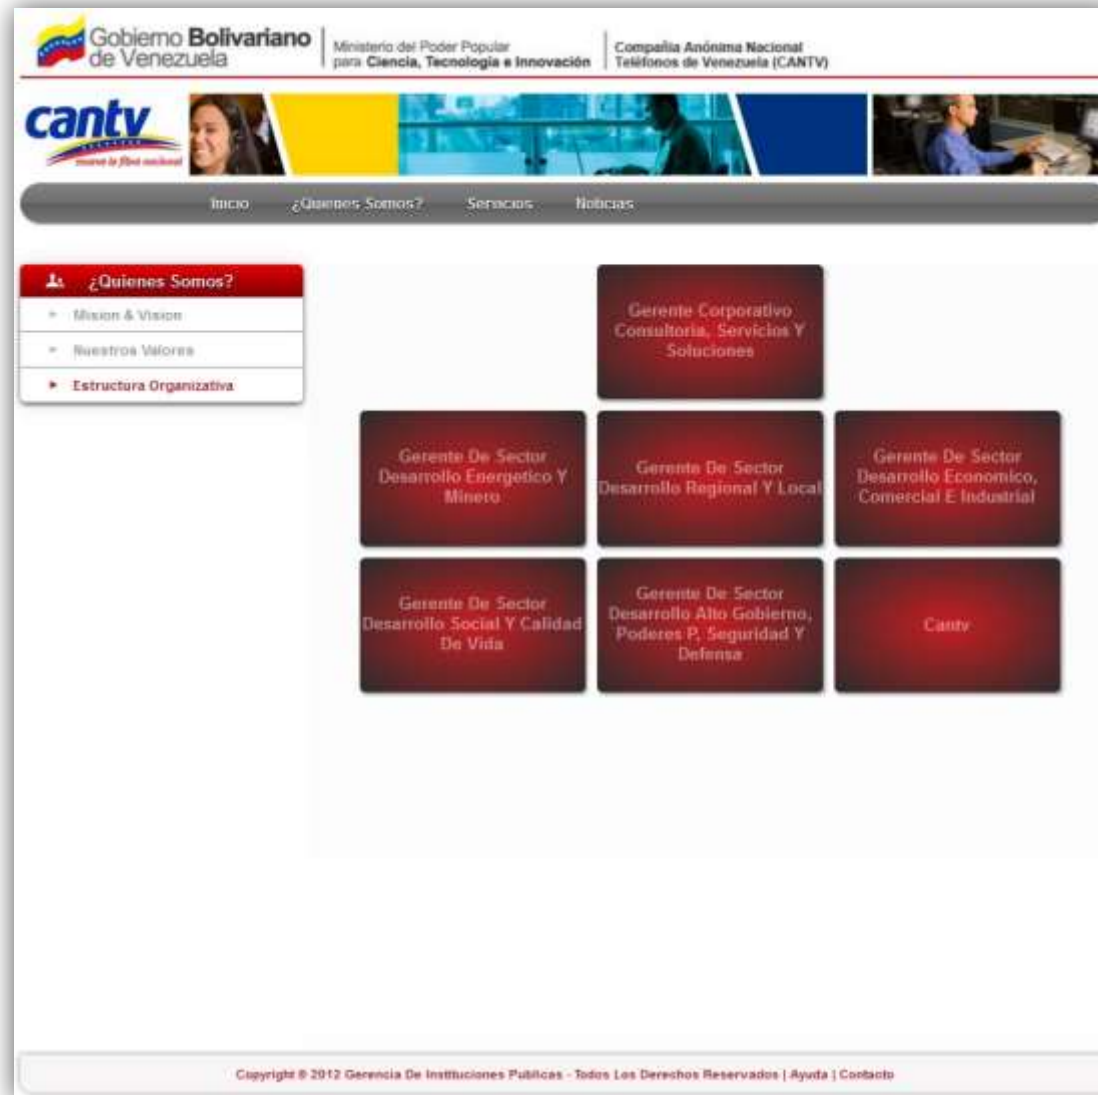 Gobierno Bolivariano
de Venezuela
Ministerio del Poder Popular
para Ciencia, Tecnología e Innovación
Compañía Anónima Nacional
Teléfonos de Venezuela (CANTV)
cantv
mueve la fibra nacional
Inicio ¿Quienes Somos? Servicios Noticias
¿Quienes Somos?
Mision & Vision
Nuestros Valores
Estructura Organizativa
Gerente Corporativo
Consultoria, Servicios Y
Soluciones
Gerente De Sector
Desarrollo Energetico Y
Minero
Gerente De Sector
Desarrollo Regional Y Local
Gerente De Sector
Desarrollo Economico,
Comercial E Industrial
Gerente De Sector
Desarrollo Social Y Calidad
De Vida
Gerente De Sector
Desarrollo Alto Gobierno,
Poderes P, Seguridad Y
Defensa
Cantv
Copyright © 2012 Gerencia De Instituciones Publicas - Todos Los Derechos Reservados | Ayuda | Contacto